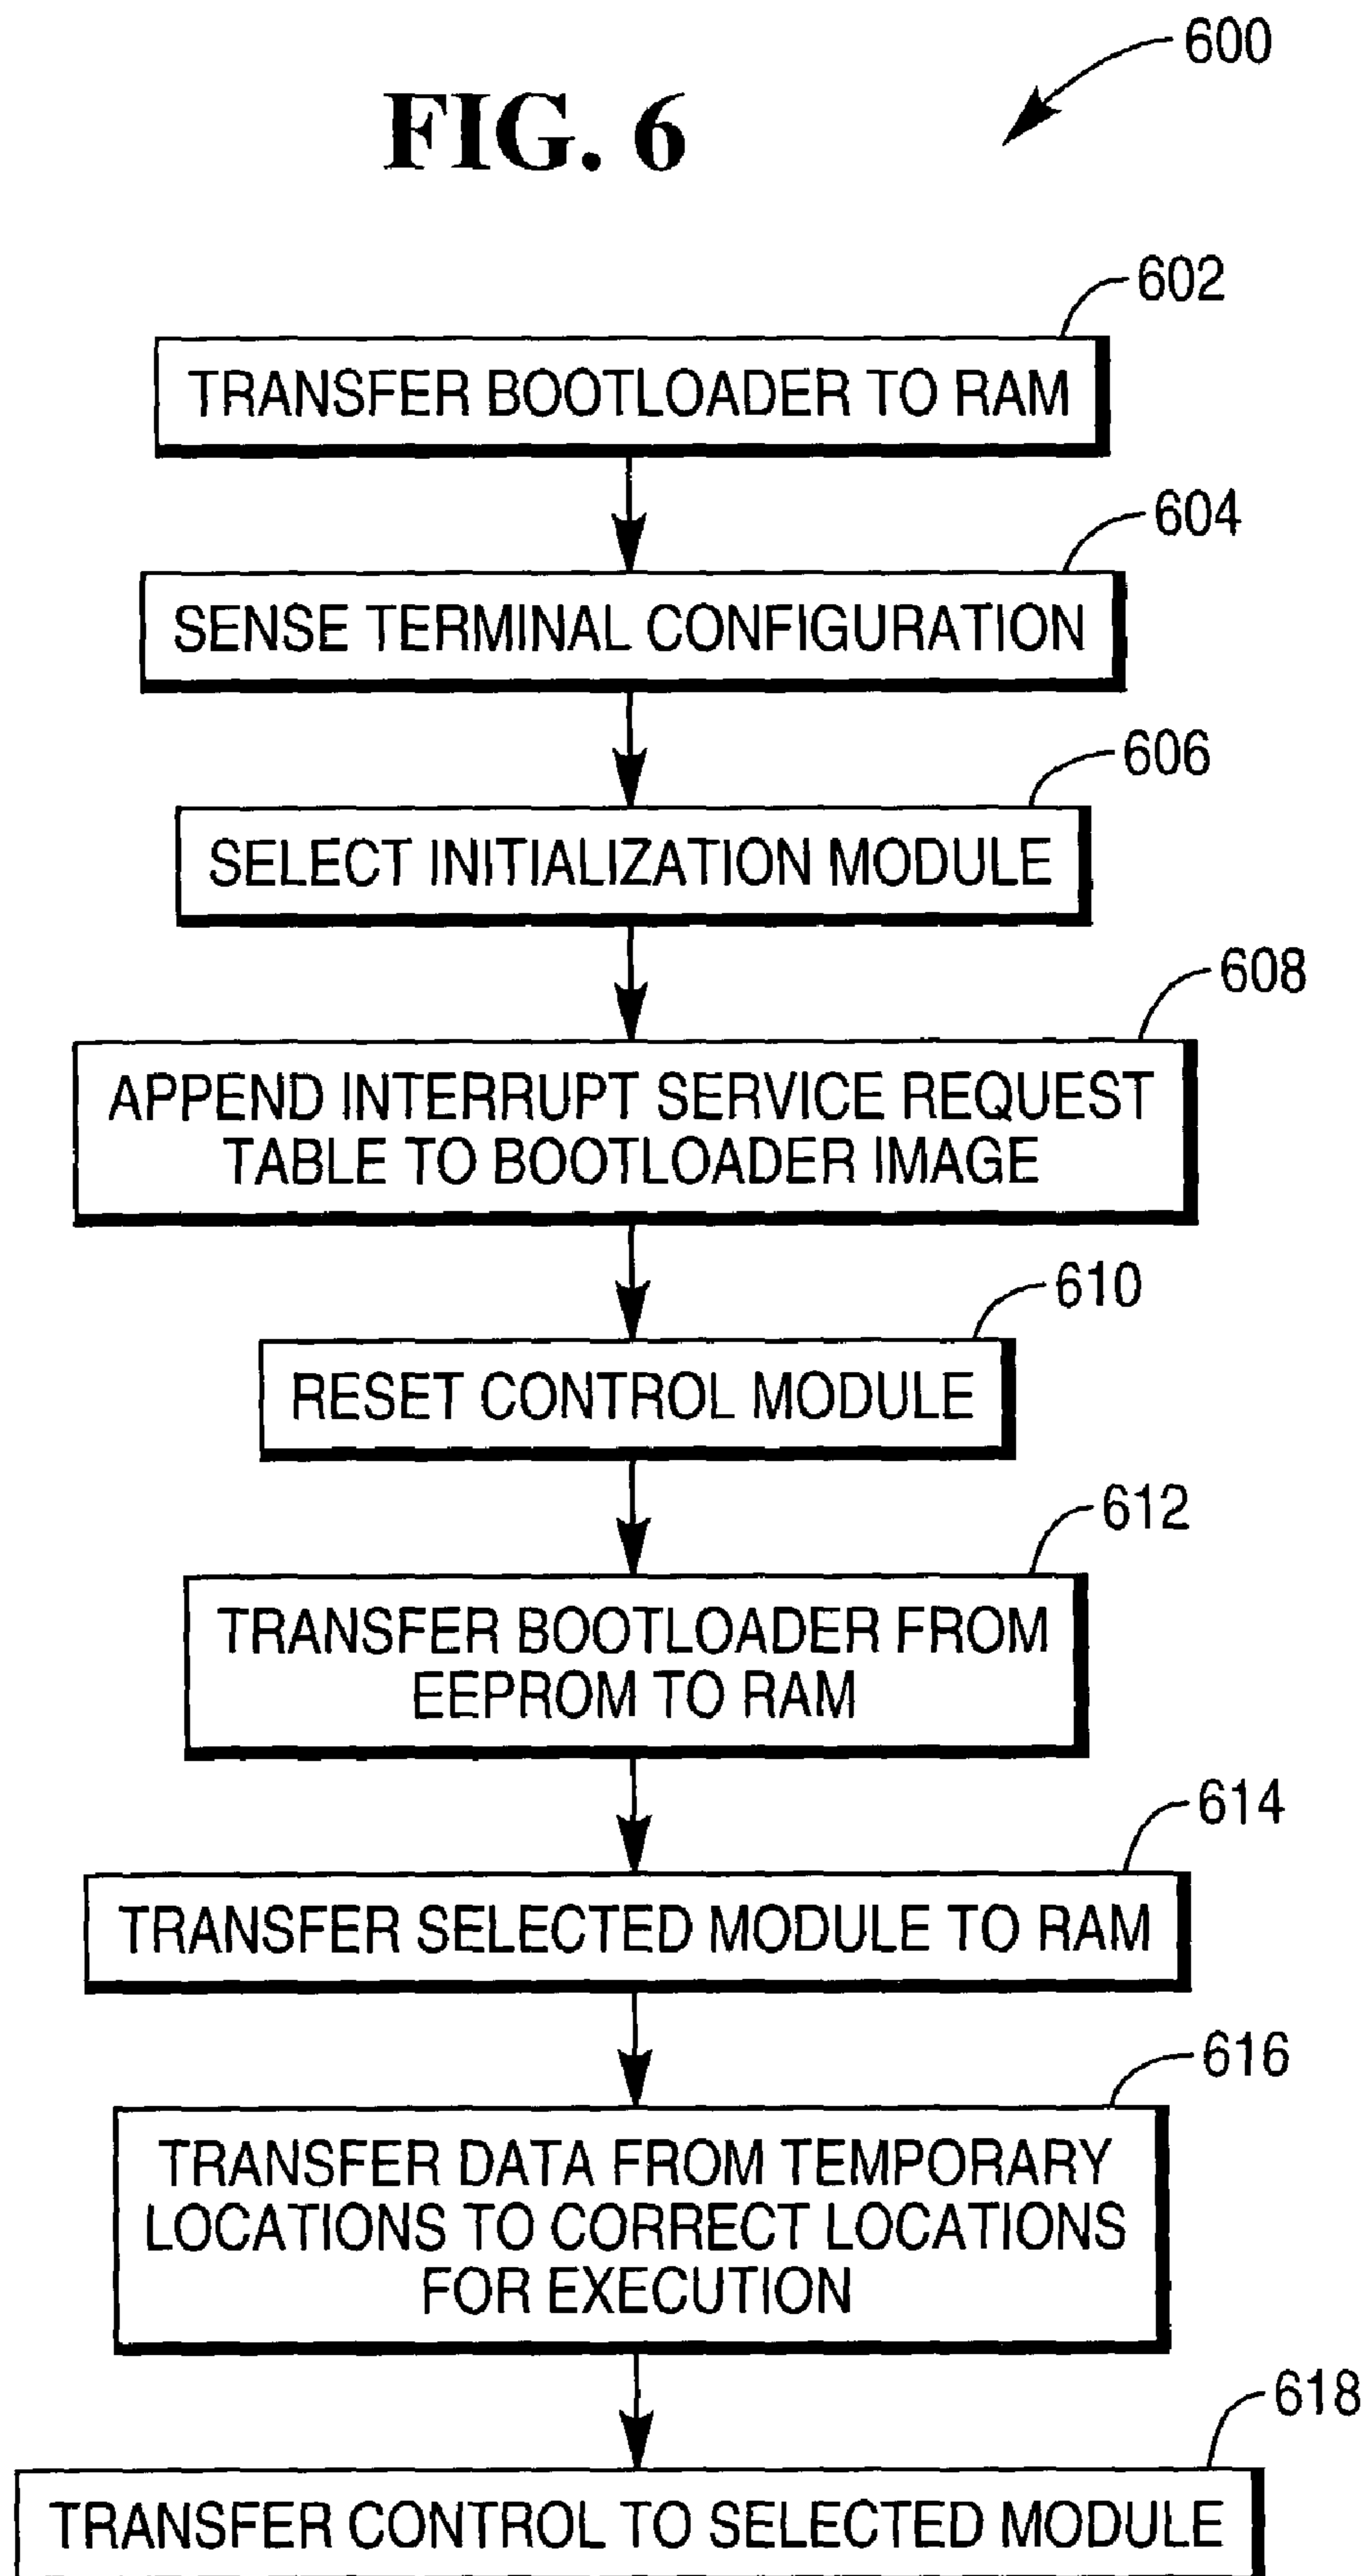 600
FIG. 6
602
TRANSFER BOOTLOADER TO RAM
604
SENSE TERMINAL CONFIGURATION
606
SELECT INITIALIZATION MODULE
608
APPEND INTERRUPT SERVICE REQUEST
TABLE TO BOOTLOADER IMAGE
610
RESET CONTROL MODULE
612
TRANSFER BOOTLOADER FROM
EEPROM TO RAM
614
TRANSFER SELECTED MODULE TO RAM
616
TRANSFER DATA FROM TEMPORARY
LOCATIONS TO CORRECT LOCATIONS
FOR EXECUTION
618
TRANSFER CONTROL TO SELECTED MODULE